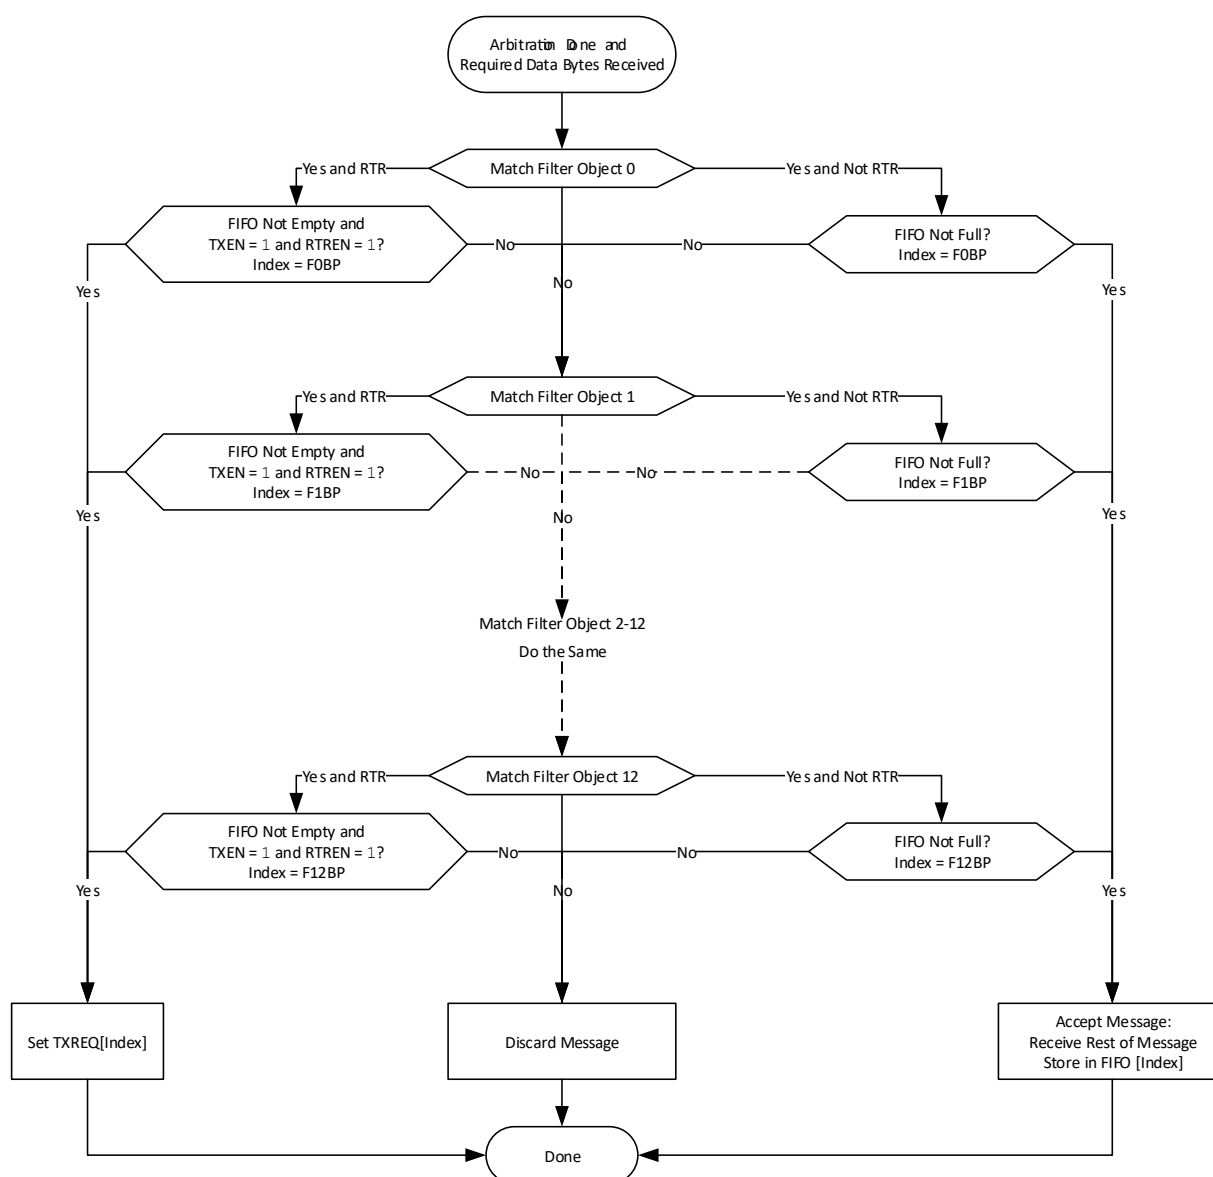 Arbitration Done and
Required Data Bytes Received
Match Filter Object 0
Yes and RTR
Yes and Not RTR
FIFO Not Empty and
TXEN = 1 and RTREN = 1?
Index = F0BP
No
No
FIFO Not Full?
Index = F0BP
Yes
No
Yes
Match Filter Object 1
Yes and RTR
Yes and Not RTR
FIFO Not Empty and
TXEN = 1 and RTREN = 1?
Index = F1BP
No
No
FIFO Not Full?
Index = F1BP
Yes
No
Yes
Match Filter Object 2-12
Do the Same
Match Filter Object 12
Yes and RTR
Yes and Not RTR
FIFO Not Empty and
TXEN = 1 and RTREN = 1?
Index = F12BP
No
No
FIFO Not Full?
Index = F12BP
Yes
No
Yes
Set TXREQ[Index]
Discard Message
Accept Message:
Receive Rest of Message
Store in FIFO [Index]
Done